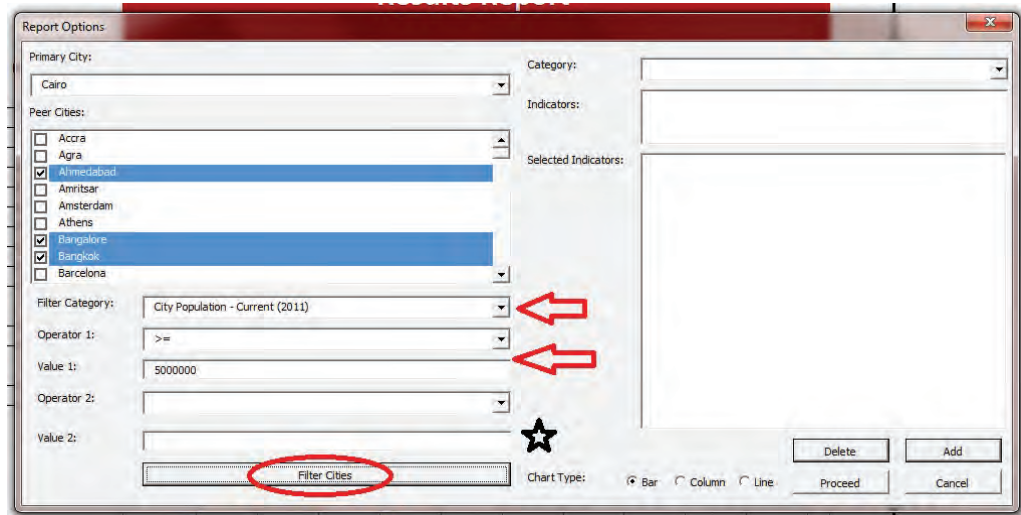 Results Report
Report Options
Primary City:
Cairo
Peer Cities:
Accra
Agra
Ahmedabad
Amritsar
Amsterdam
Athens
Bangalore
Bangkok
Barcelona
Filter Category:
City Population - Current (2011)
Operator 1:
>=
Value 1:
5000000
Operator 2:
Value 2:
Filter Cities
Category:
Indicators:
Selected Indicators:
Delete
Add
Chart Type:
Bar Column Line
Proceed
Cancel